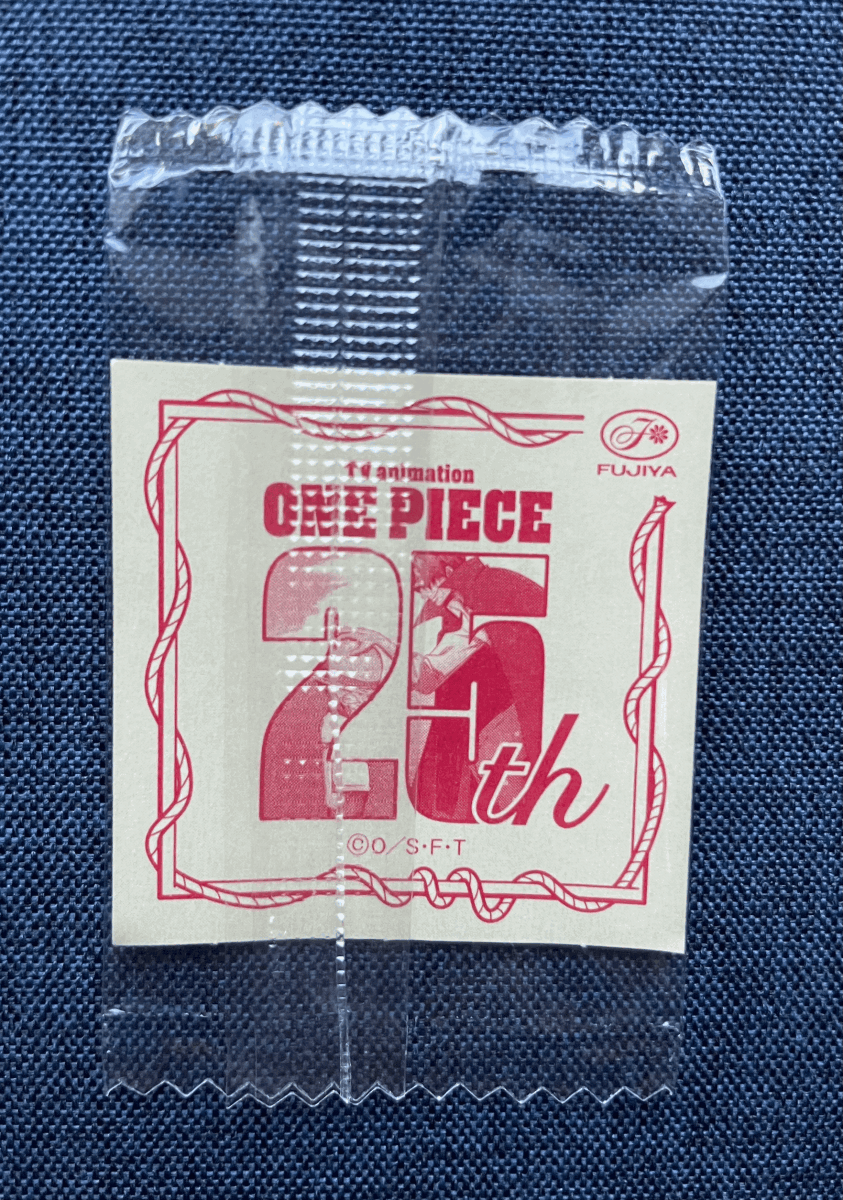 FUJIYA
TV animation
ONE PIECE
25th
©O/S・F・T